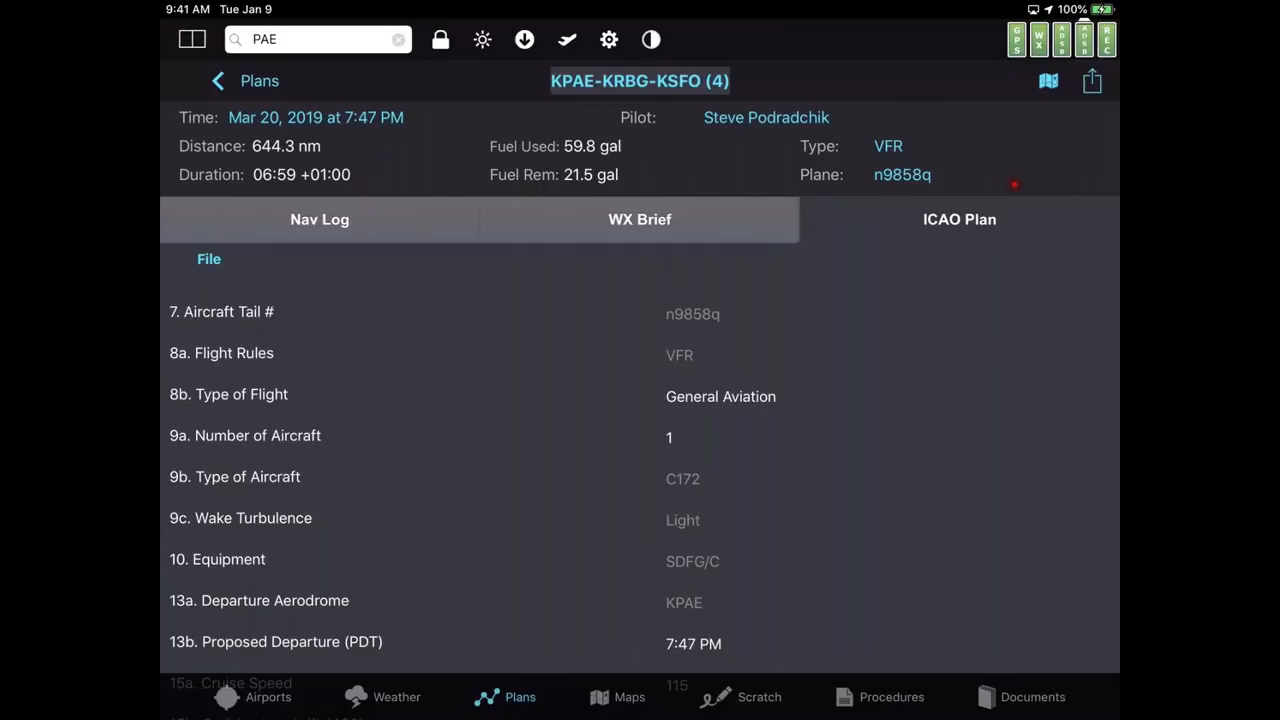 9:41 AM Tue Jan 9 100%
PAE GPS WX ADSB ADSB REC
Plans KPAE-KRBG-KSFO (4)
Time: Mar 20, 2019 at 7:47 PM Pilot: Steve Podradchik
Distance: 644.3 nm Fuel Used: 59.8 gal Type: VFR
Duration: 06:59 +01:00 Fuel Rem: 21.5 gal Plane: n9858q
Nav Log WX Brief ICAO Plan
File
7. Aircraft Tail # n9858q
8a. Flight Rules VFR
8b. Type of Flight General Aviation
9a. Number of Aircraft 1
9b. Type of Aircraft C172
9c. Wake Turbulence Light
10. Equipment SDFG/C
13a. Departure Aerodrome KPAE
13b. Proposed Departure (PDT) 7:47 PM
15a. Cruise Speed 115
Airports Weather Plans Maps Scratch Procedures Documents